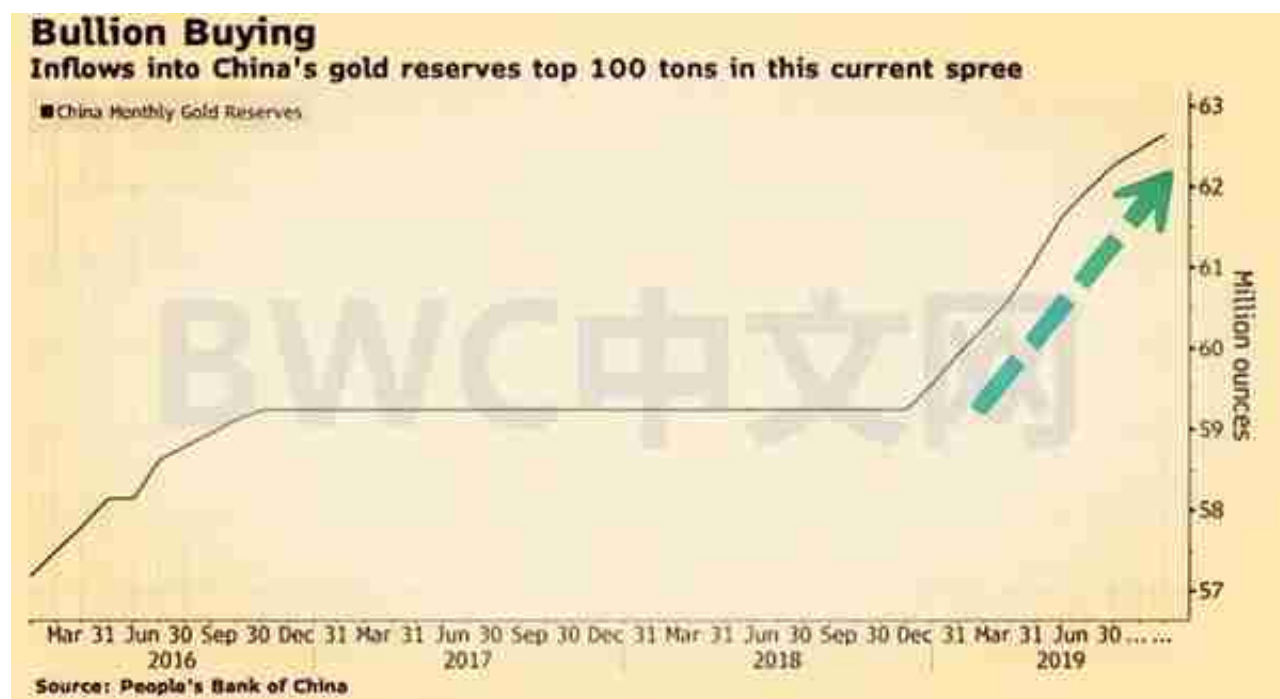 Bullion Buying
Inflows into China's gold reserves top 100 tons in this current spree
China Monthly Gold Reserves
63
62
61
60
59
58
57
Million ounces
BWC中文网
Mar 31 Jun 30 Sep 30 Dec 31 Mar 31 Jun 30 Sep 30 Dec 31 Mar 31 Jun 30 Sep 30 Dec 31 Mar 31 Jun 30 ... ...
2016 2017 2018 2019
Source: People's Bank of China